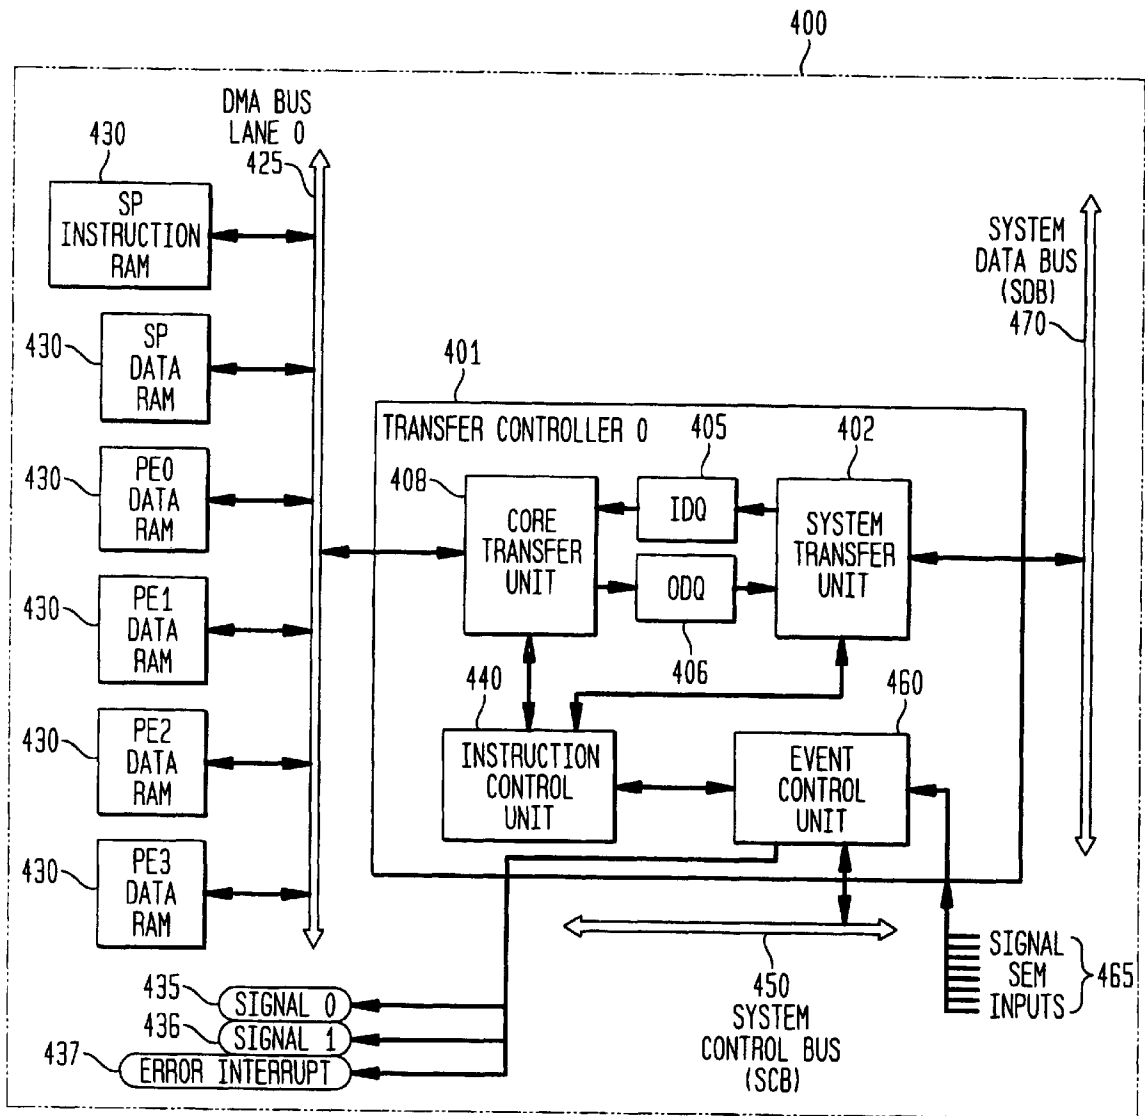 400
DMA BUS
LANE 0
425
430
SP
INSTRUCTION
RAM
430
SP
DATA
RAM
430
PE0
DATA
RAM
430
PE1
DATA
RAM
430
PE2
DATA
RAM
430
PE3
DATA
RAM
SYSTEM
DATA BUS
(SDB)
470
401
TRANSFER CONTROLLER 0
408
CORE
TRANSFER
UNIT
405
IDQ
ODQ
406
402
SYSTEM
TRANSFER
UNIT
440
INSTRUCTION
CONTROL
UNIT
460
EVENT
CONTROL
UNIT
435
SIGNAL 0
436
SIGNAL 1
437
ERROR INTERRUPT
450
SYSTEM
CONTROL BUS
(SCB)
SIGNAL
SEM
INPUTS
465